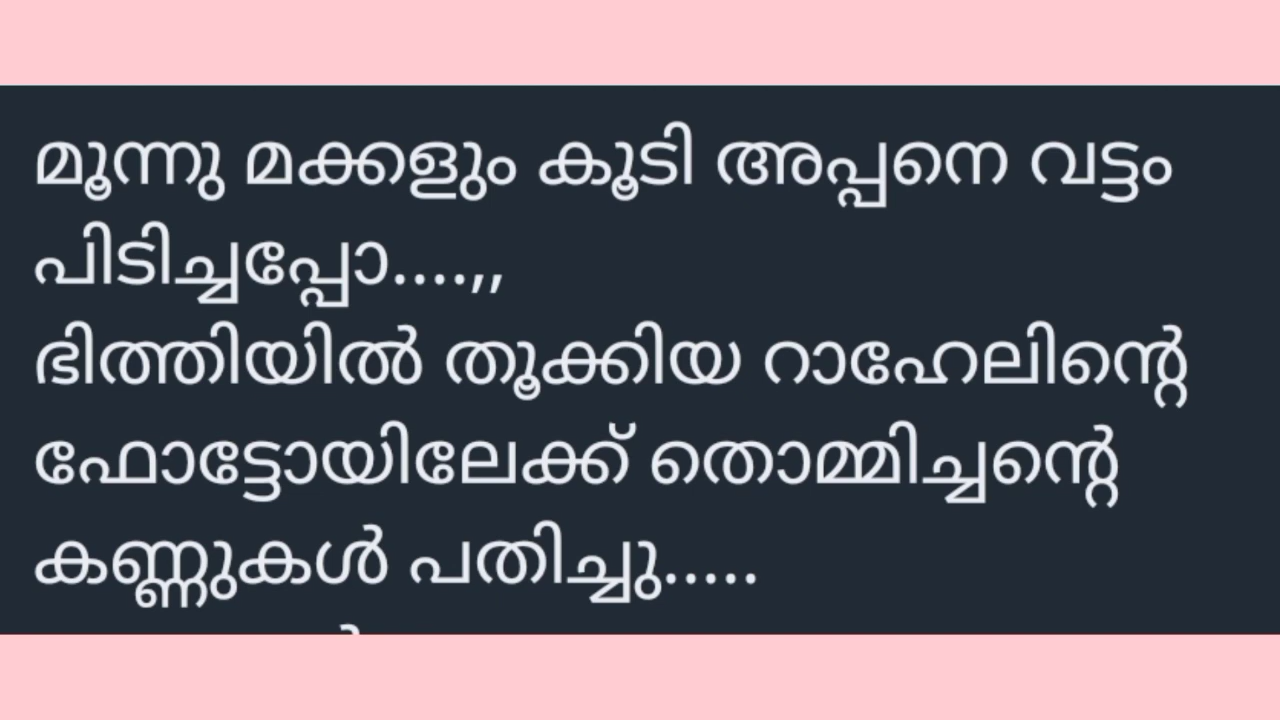 മൂന്നു മക്കളും കൂടി അപ്പനെ വട്ടം
പിടിച്ചപ്പോ....,,
ഭിത്തിയിൽ തൂക്കിയ റാഹേലിന്റെ
ഫോട്ടോയിലേക്ക് തൊമ്മിച്ചന്റെ
കണ്ണുകൾ പതിച്ചു.....